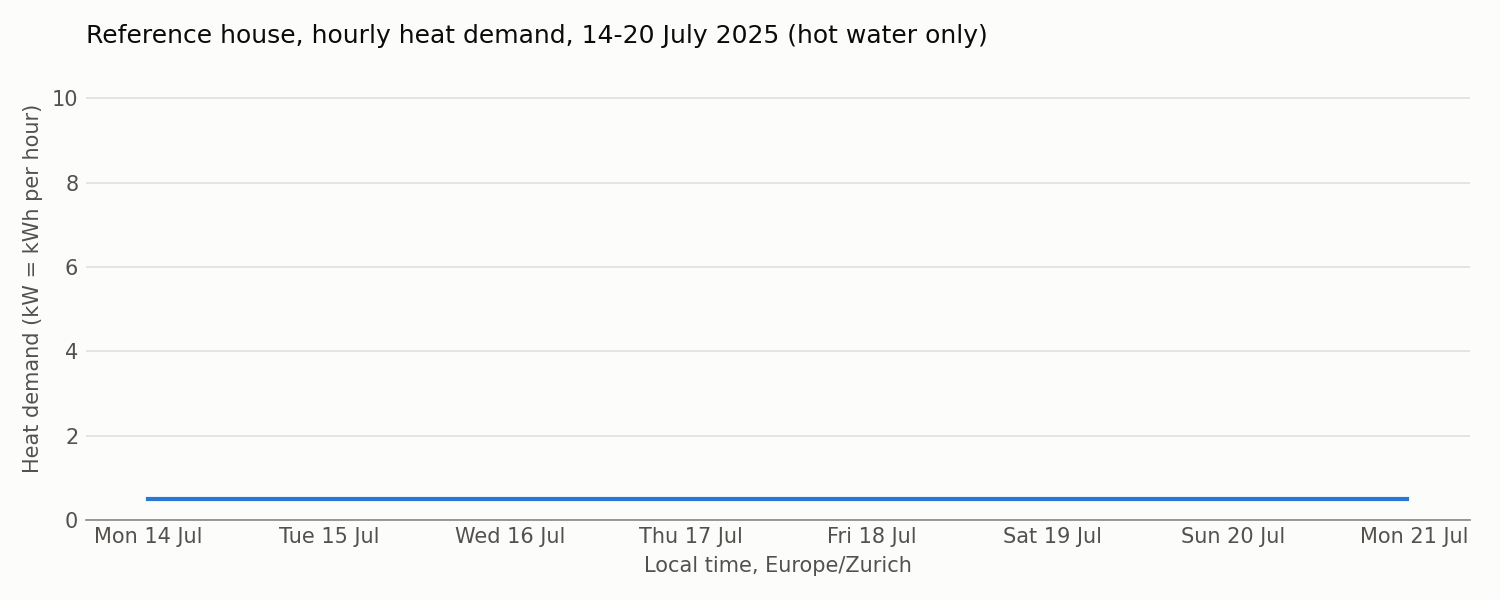 Reference house, hourly heat demand, 14-20 July 2025 (hot water only)
Heat demand (kW = kWh per hour)
10
8
6
4
2
0
Mon 14 Jul
Tue 15 Jul
Wed 16 Jul
Thu 17 Jul
Fri 18 Jul
Sat 19 Jul
Sun 20 Jul
Mon 21 Jul
Local time, Europe/Zurich